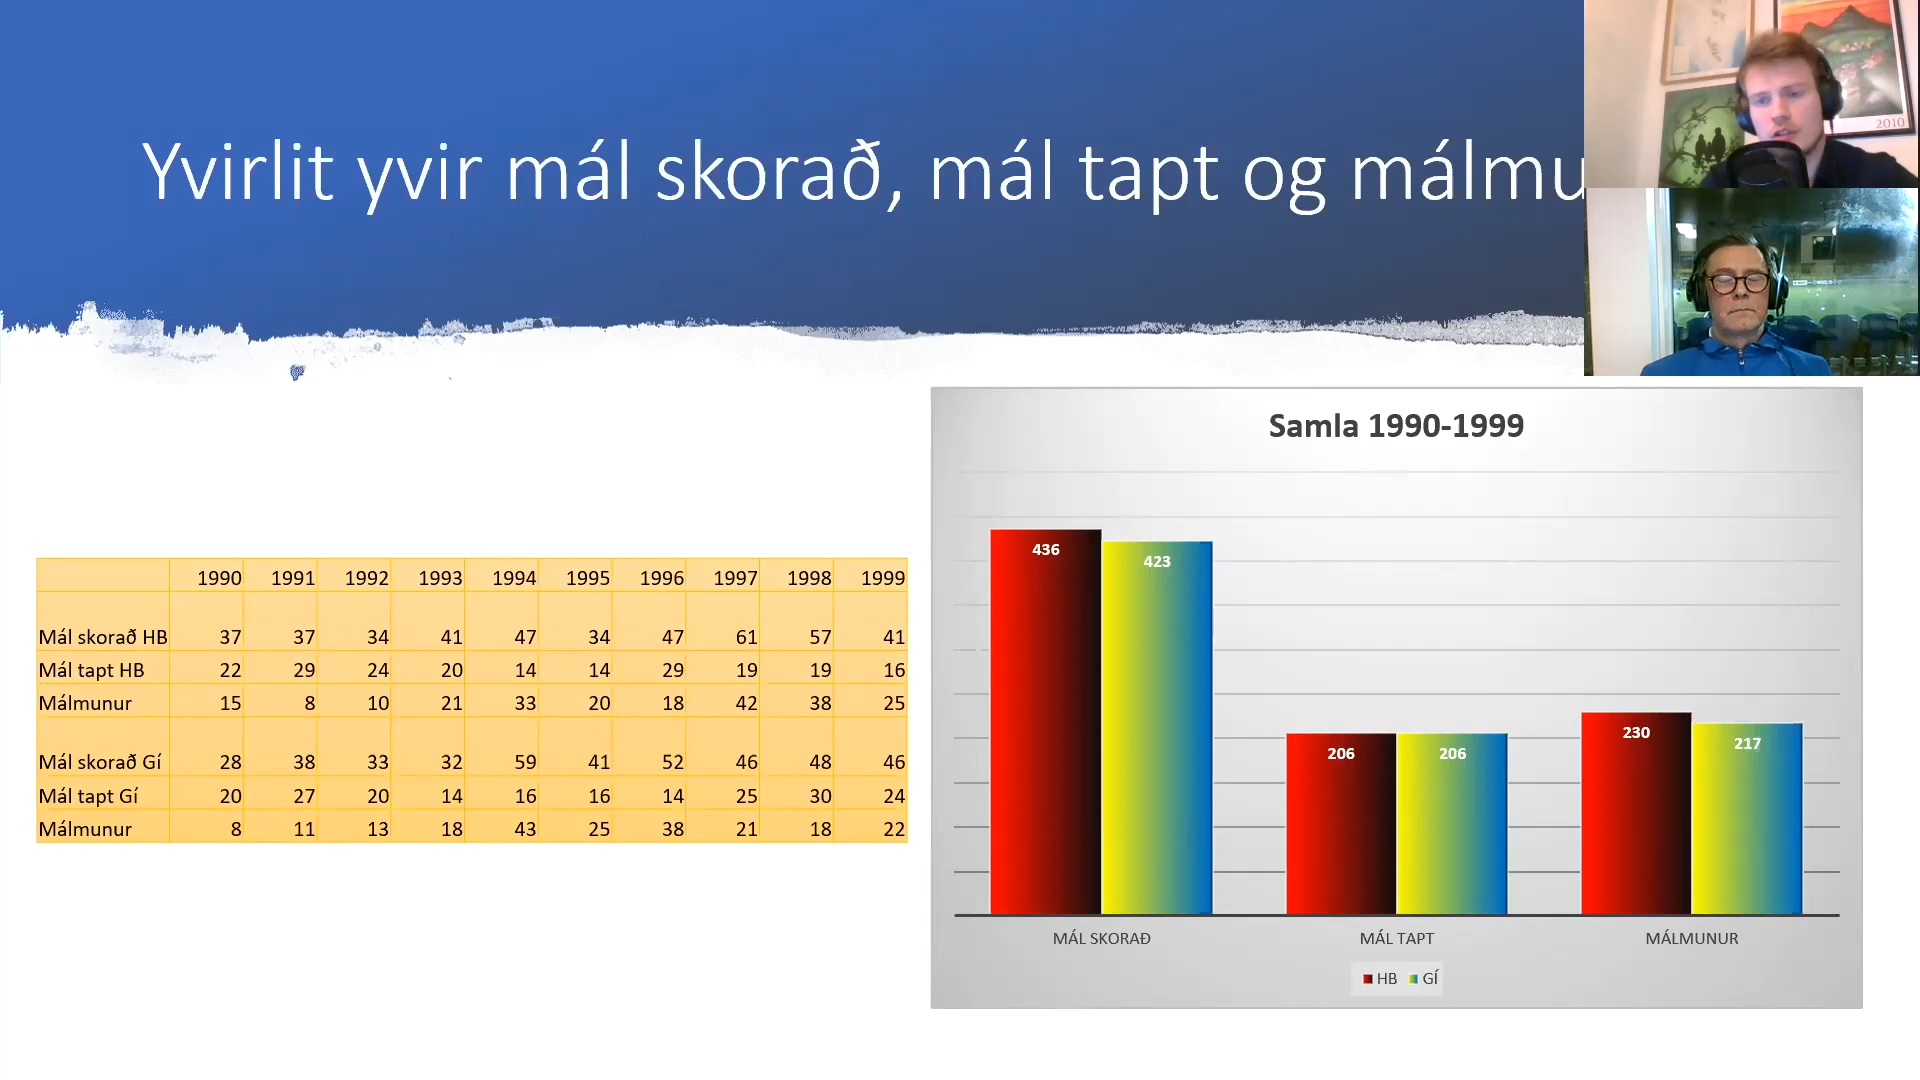 Yvirlit yvir mál skorað, mál tapt og málmu
2010
1990 1991 1992 1993 1994 1995 1996 1997 1998 1999
Mál skorað HB 37 37 34 41 47 34 47 61 57 41
Mál tapt HB 22 29 24 20 14 14 29 19 19 16
Málmunur 15 8 10 21 33 20 18 42 38 25
Mál skorað Gí 28 38 33 32 59 41 52 46 48 46
Mál tapt Gí 20 27 20 14 16 16 14 25 30 24
Málmunur 8 11 13 18 43 25 38 21 18 22
Samla 1990-1999
436 423 206 206 230 217
MÁL SKORAÐ MÁL TAPT MÁLMUNUR
HB GÍ